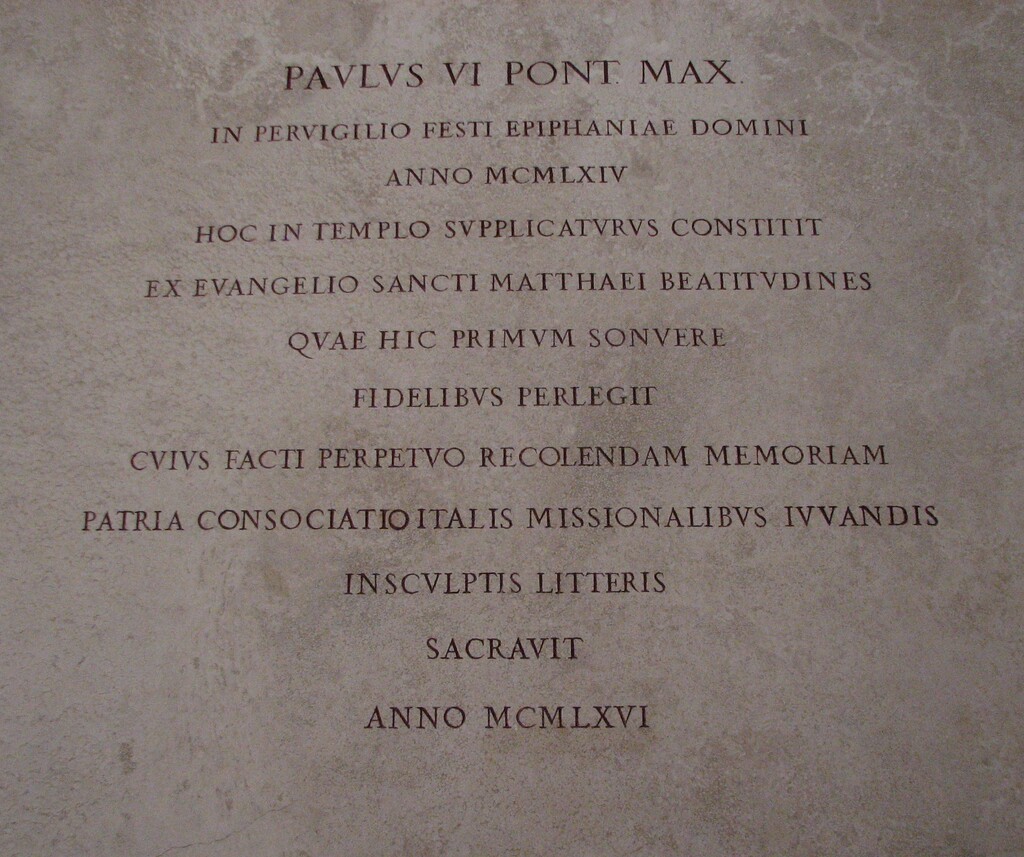 PAVLVS VI PONT. MAX.
IN PERVIGILIO FESTI EPIPHANIAE DOMINI
ANNO MCMLXIV
HOC IN TEMPLO SVPPLICATVRVS CONSTITIT
EX EVANGELIO SANCTI MATTHAEI BEATITVDINES
QVAE HIC PRIMVM SONVERE
FIDELIBVS PERLEGIT
CVIVS FACTI PERPETVO RECOLENDAM MEMORIAM
PATRIA CONSOCIATIO ITALIS MISSIONALIBVS IVVANDIS
INSCVLPTIS LITTERIS
SACRAVIT
ANNO MCMLXVI